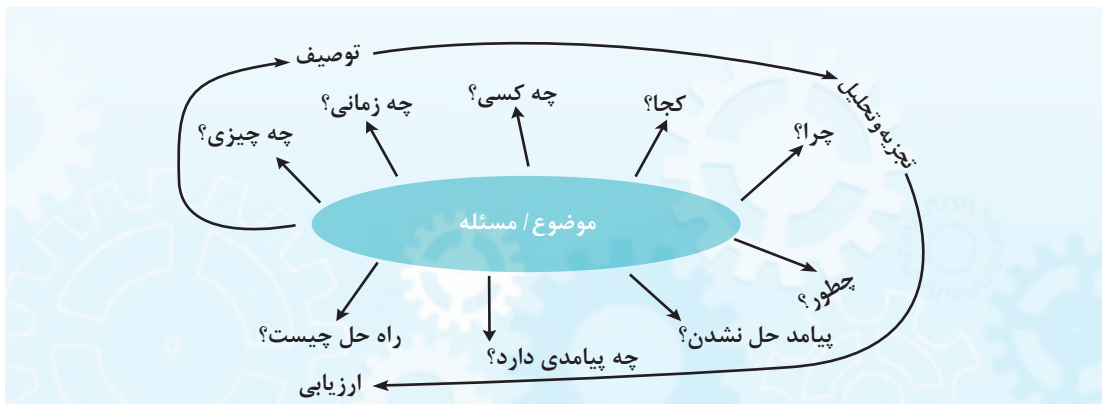 توصیف
چه چیزی؟
چه زمانی؟
چه کسی؟
کجا؟
چرا؟
تجزیه و تحلیل
موضوع / مسئله
چطور؟
پیامد حل نشدن؟
چه پیامدی دارد؟
راه حل چیست؟
ارزیابی